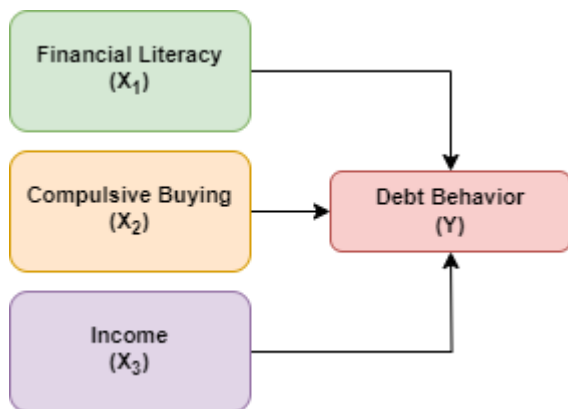 Financial Literacy
(X₁)
Compulsive Buying
(X₂)
Debt Behavior
(Y)
Income
(X₃)